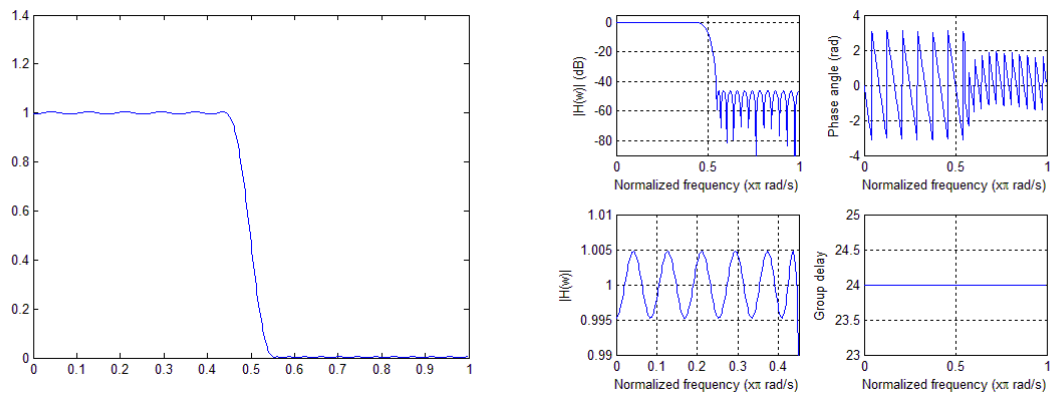 1.4
1.2
1
0.8
0.6
0.4
0.2
0
0 0.1 0.2 0.3 0.4 0.5 0.6 0.7 0.8 0.9 1
|H(w)| (dB)
0
-20
-40
-60
-80
0 0.5 1
Normalized frequency (xπ rad/s)
Phase angle (rad)
4
2
0
-2
-4
0 0.5 1
Normalized frequency (xπ rad/s)
|H(w)|
1.01
1.005
1
0.995
0.99
0 0.1 0.2 0.3 0.4
Normalized frequency (xπ rad/s)
Group delay
25
24.5
24
23.5
23
0 0.5 1
Normalized frequency (xπ rad/s)